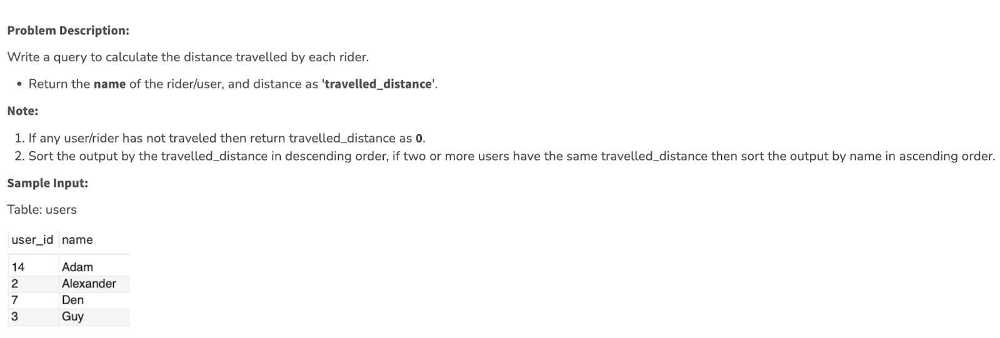 Problem Description:
Write a query to calculate the distance travelled by each rider.
• Return the name of the rider/user, and distance as 'travelled_distance'.
Note:
1. If any user/rider has not traveled then return travelled_distance as 0.
2. Sort the output by the travelled_distance in descending order, if two or more users have the same travelled_distance then sort the output by name in ascending order.
Sample Input:
Table: users
user_id name
14 Adam
2 Alexander
7 Den
3 Guy